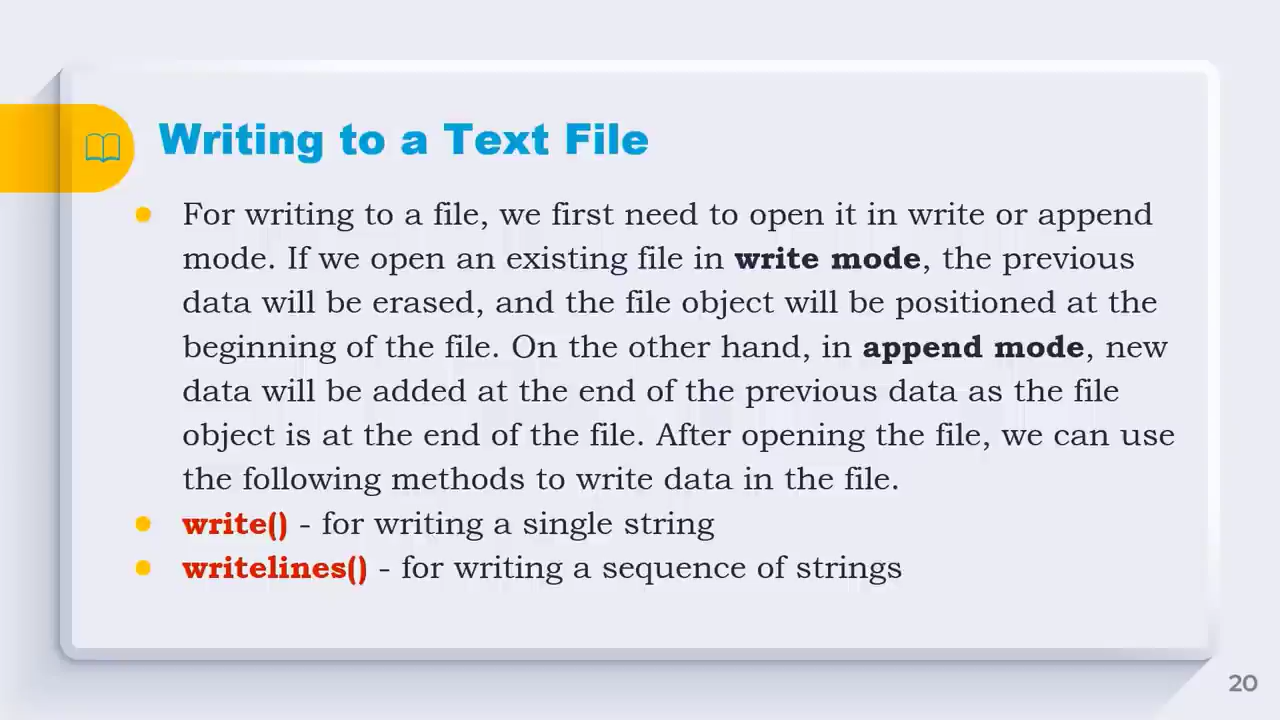 Writing to a Text File
For writing to a file, we first need to open it in write or append
mode. If we open an existing file in write mode, the previous
data will be erased, and the file object will be positioned at the
beginning of the file. On the other hand, in append mode, new
data will be added at the end of the previous data as the file
object is at the end of the file. After opening the file, we can use
the following methods to write data in the file.
write() - for writing a single string
writelines() - for writing a sequence of strings
20